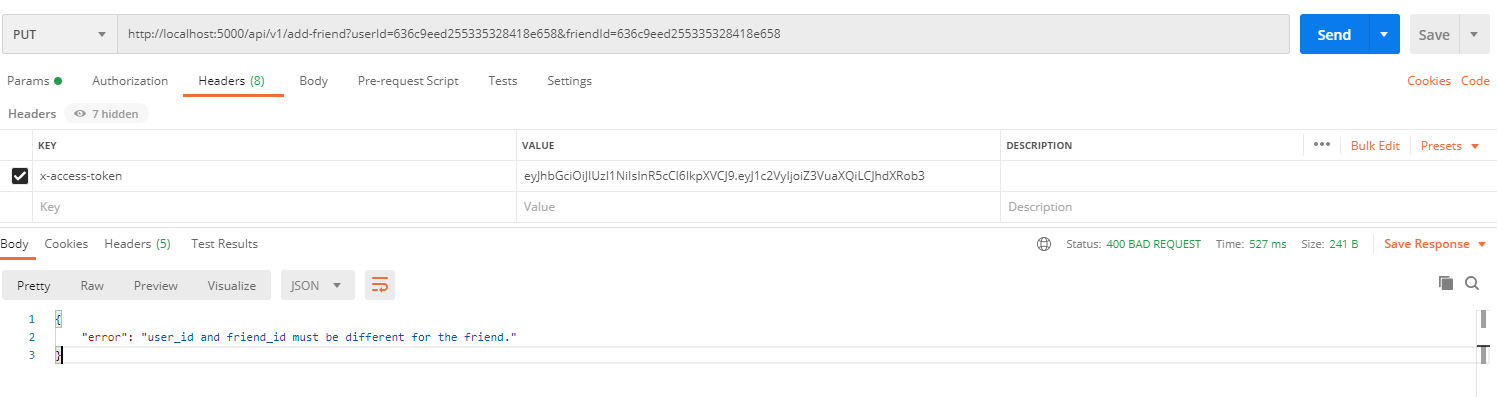 PUT http://localhost:5000/api/v1/add-friend?userId=636c9eed255335328418e658&friendId=636c9eed255335328418e658 Send Save
Params Authorization Headers (8) Body Pre-request Script Tests Settings Cookies Code
Headers 7 hidden
KEY VALUE DESCRIPTION ••• Bulk Edit Presets
x-access-token eyJhbGciOiJIUzI1NiIsInR5cCI6IkpXVCJ9.eyJ1c2VyIjoiZ3VuaXQiLCJhdXRob3
Key Value Description
Body Cookies Headers (5) Test Results Status: 400 BAD REQUEST Time: 527 ms Size: 241 B Save Response
Pretty Raw Preview Visualize JSON
1 {
2 "error": "user_id and friend_id must be different for the friend."
3 }